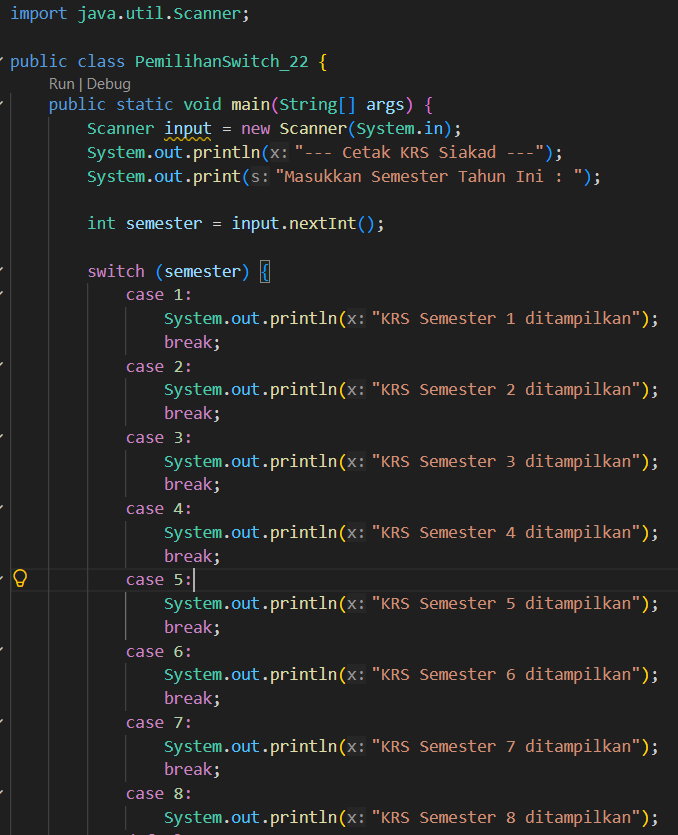 import java.util.Scanner;
public class PemilihanSwitch_22 {
Run | Debug
public static void main(String[] args) {
Scanner input = new Scanner(System.in);
System.out.println(x: "--- Cetak KRS Siakad ---");
System.out.print(s: "Masukkan Semester Tahun Ini : ");
int semester = input.nextInt();
switch (semester) {
case 1:
System.out.println(x: "KRS Semester 1 ditampilkan");
break;
case 2:
System.out.println(x: "KRS Semester 2 ditampilkan");
break;
case 3:
System.out.println(x: "KRS Semester 3 ditampilkan");
break;
case 4:
System.out.println(x: "KRS Semester 4 ditampilkan");
break;
case 5:
System.out.println(x: "KRS Semester 5 ditampilkan");
break;
case 6:
System.out.println(x: "KRS Semester 6 ditampilkan");
break;
case 7:
System.out.println(x: "KRS Semester 7 ditampilkan");
break;
case 8:
System.out.println(x: "KRS Semester 8 ditampilkan");